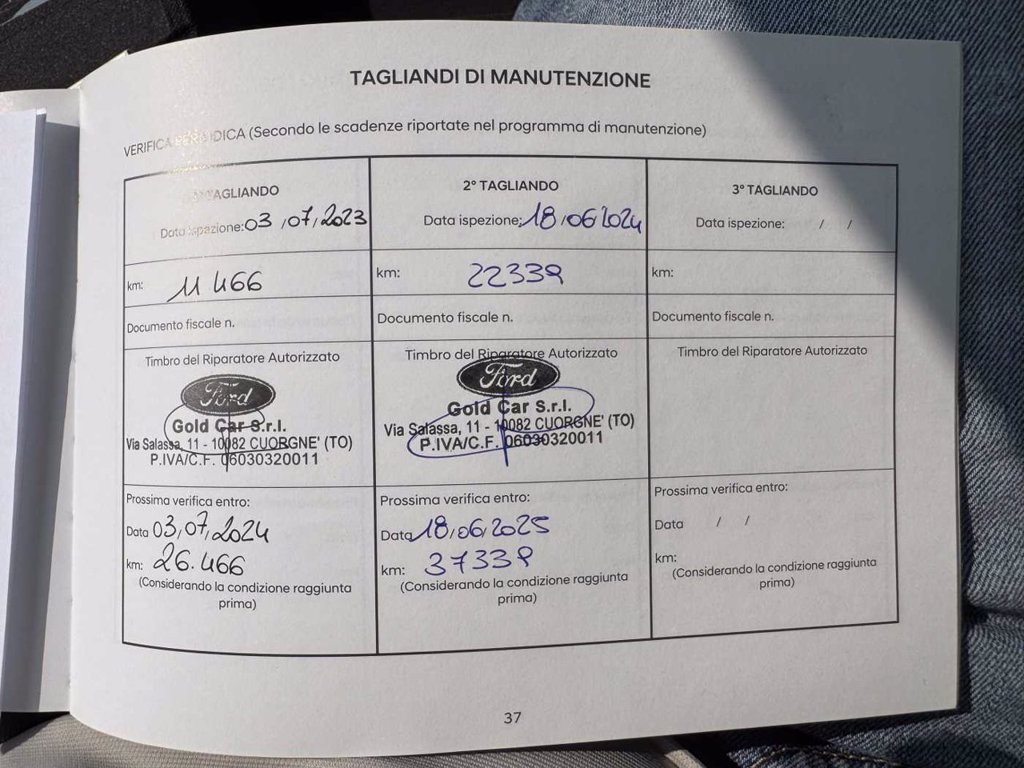 TAGLIANDI DI MANUTENZIONE
VERIFICA PERIODICA (Secondo le scadenze riportate nel programma di manutenzione)
1° TAGLIANDO
Data ispezione: 03/07/2023
km: 11 466
Documento fiscale n.
Timbro del Riparatore Autorizzato
Ford
Gold Car S.r.l.
Via Salassa, 11 - 10082 CUORGNE' (TO)
P.IVA/C.F. 06030320011
Prossima verifica entro:
Data 03/07/2024
km: 26.466
(Considerando la condizione raggiunta
prima)
2° TAGLIANDO
Data ispezione: 18/06/2024
km: 22339
Documento fiscale n.
Timbro del Riparatore Autorizzato
Ford
Gold Car S.r.l.
Via Salassa, 11 - 10082 CUORGNE' (TO)
P.IVA/C.F. 06030320011
Prossima verifica entro:
Data 18/06/2025
km: 37339
(Considerando la condizione raggiunta
prima)
3° TAGLIANDO
Data ispezione: / /
km:
Documento fiscale n.
Timbro del Riparatore Autorizzato
Prossima verifica entro:
Data / /
km:
(Considerando la condizione raggiunta
prima)
37